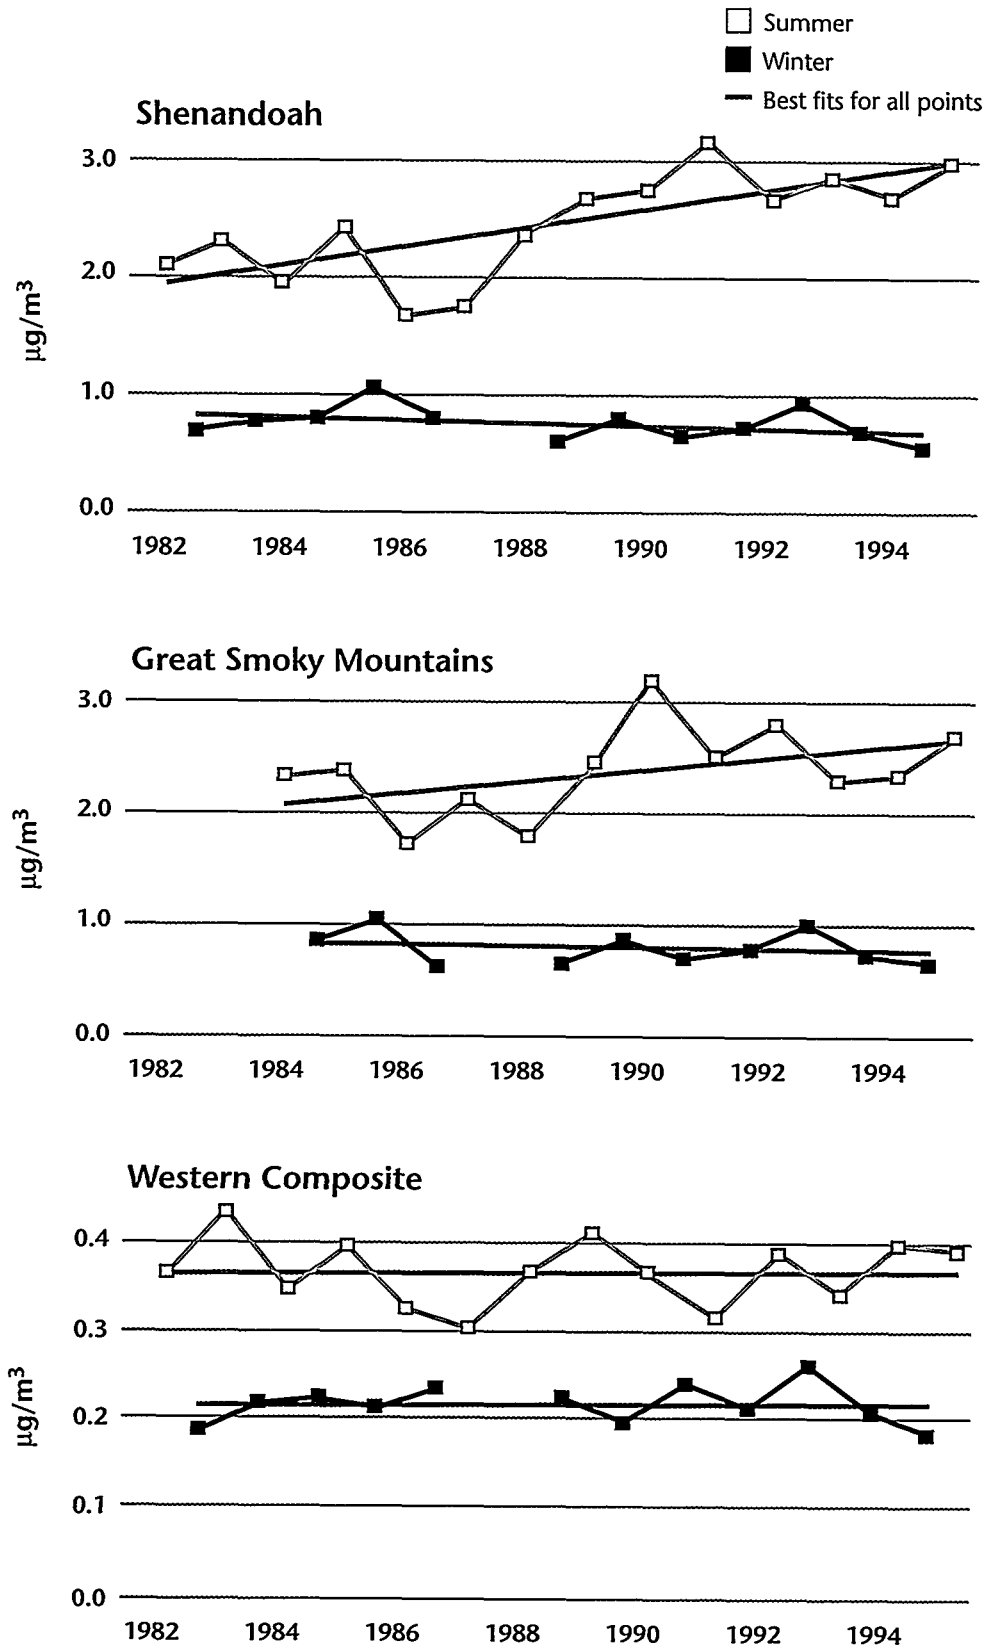 Summer
Winter
Best fits for all points
Shenandoah
3.0
2.0
1.0
0.0
µg/m³
1982 1984 1986 1988 1990 1992 1994
Great Smoky Mountains
3.0
2.0
1.0
0.0
µg/m³
1982 1984 1986 1988 1990 1992 1994
Western Composite
0.4
0.3
0.2
0.1
0.0
µg/m³
1982 1984 1986 1988 1990 1992 1994